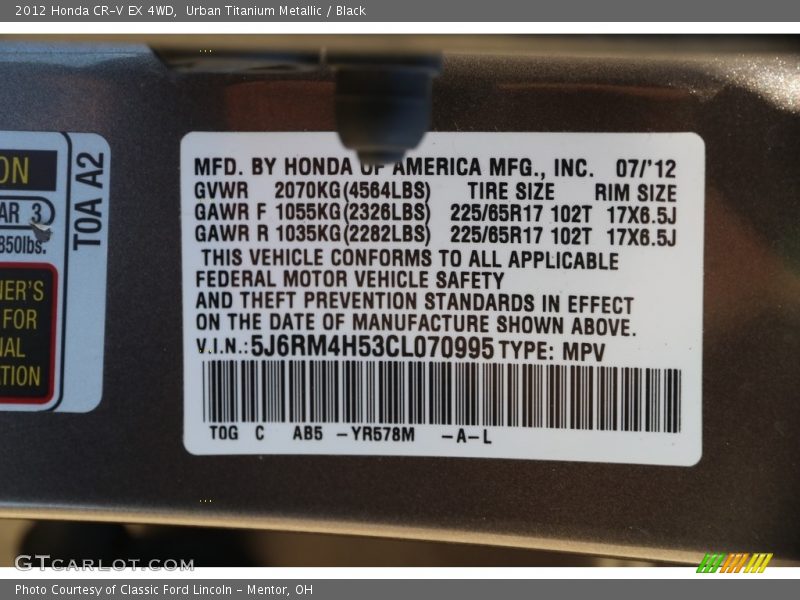 2012 Honda CR-V EX 4WD, Urban Titanium Metallic / Black
ON
AR 3
850lbs.
NER'S
FOR
NAL
TION
T0A A2
MFD. BY HONDA OF AMERICA MFG., INC. 07/'12
GVWR 2070KG(4564LBS) TIRE SIZE RIM SIZE
GAWR F 1055KG(2326LBS) 225/65R17 102T 17X6.5J
GAWR R 1035KG(2282LBS) 225/65R17 102T 17X6.5J
THIS VEHICLE CONFORMS TO ALL APPLICABLE
FEDERAL MOTOR VEHICLE SAFETY
AND THEFT PREVENTION STANDARDS IN EFFECT
ON THE DATE OF MANUFACTURE SHOWN ABOVE.
V.I.N.:5J6RM4H53CL070995 TYPE: MPV
T0G C AB5 -YR578M -A-L
GTCARLOT.COM
Photo Courtesy of Classic Ford Lincoln - Mentor, OH